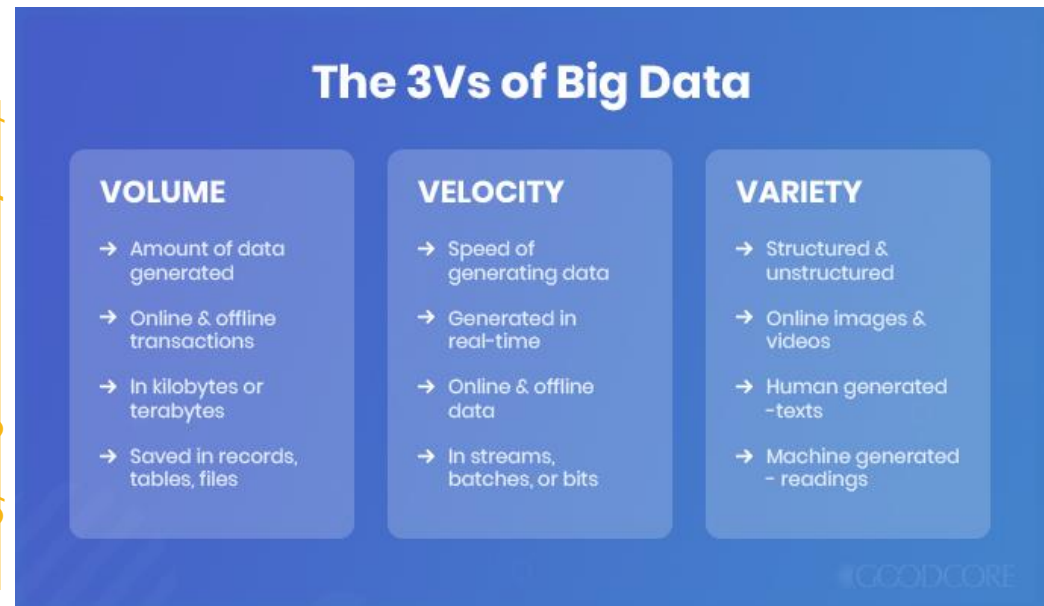 The 3Vs of Big Data
VOLUME
→ Amount of data
generated
→ Online & offline
transactions
→ In kilobytes or
terabytes
→ Saved in records,
tables, files
VELOCITY
→ Speed of
generating data
→ Generated in
real-time
→ Online & offline
data
→ In streams,
batches, or bits
VARIETY
→ Structured &
unstructured
→ Online images &
videos
→ Human generated
-texts
→ Machine generated
- readings
GOODCORE